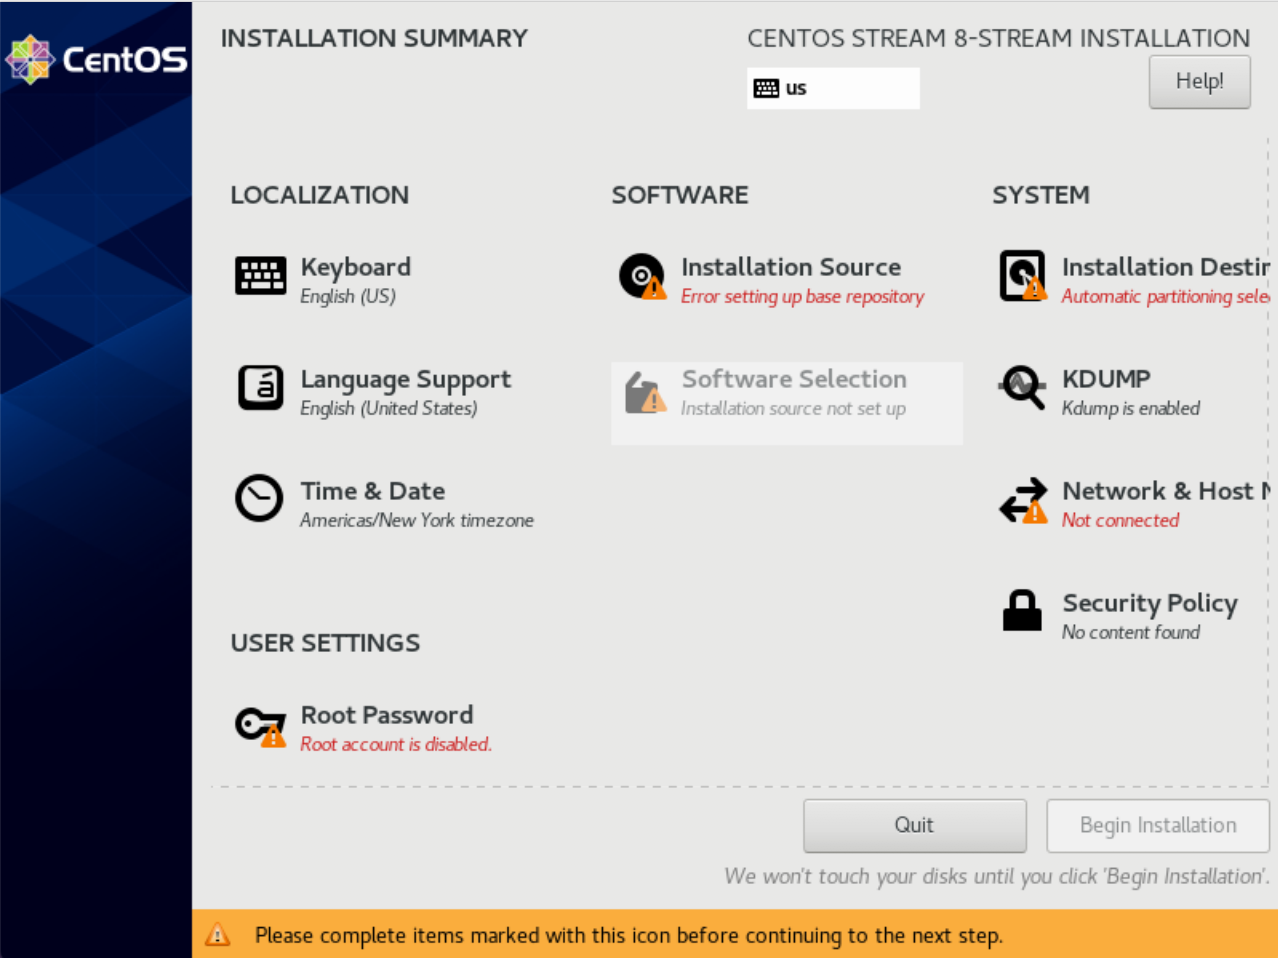 CentOS
INSTALLATION SUMMARY
CENTOS STREAM 8-STREAM INSTALLATION
us
Help!
LOCALIZATION
Keyboard
English (US)
Language Support
English (United States)
Time & Date
Americas/New York timezone
SOFTWARE
Installation Source
Error setting up base repository
Software Selection
Installation source not set up
SYSTEM
Installation Destin
Automatic partitioning sele
KDUMP
Kdump is enabled
Network & Host N
Not connected
Security Policy
No content found
USER SETTINGS
Root Password
Root account is disabled.
Quit
Begin Installation
We won't touch your disks until you click 'Begin Installation'.
Please complete items marked with this icon before continuing to the next step.